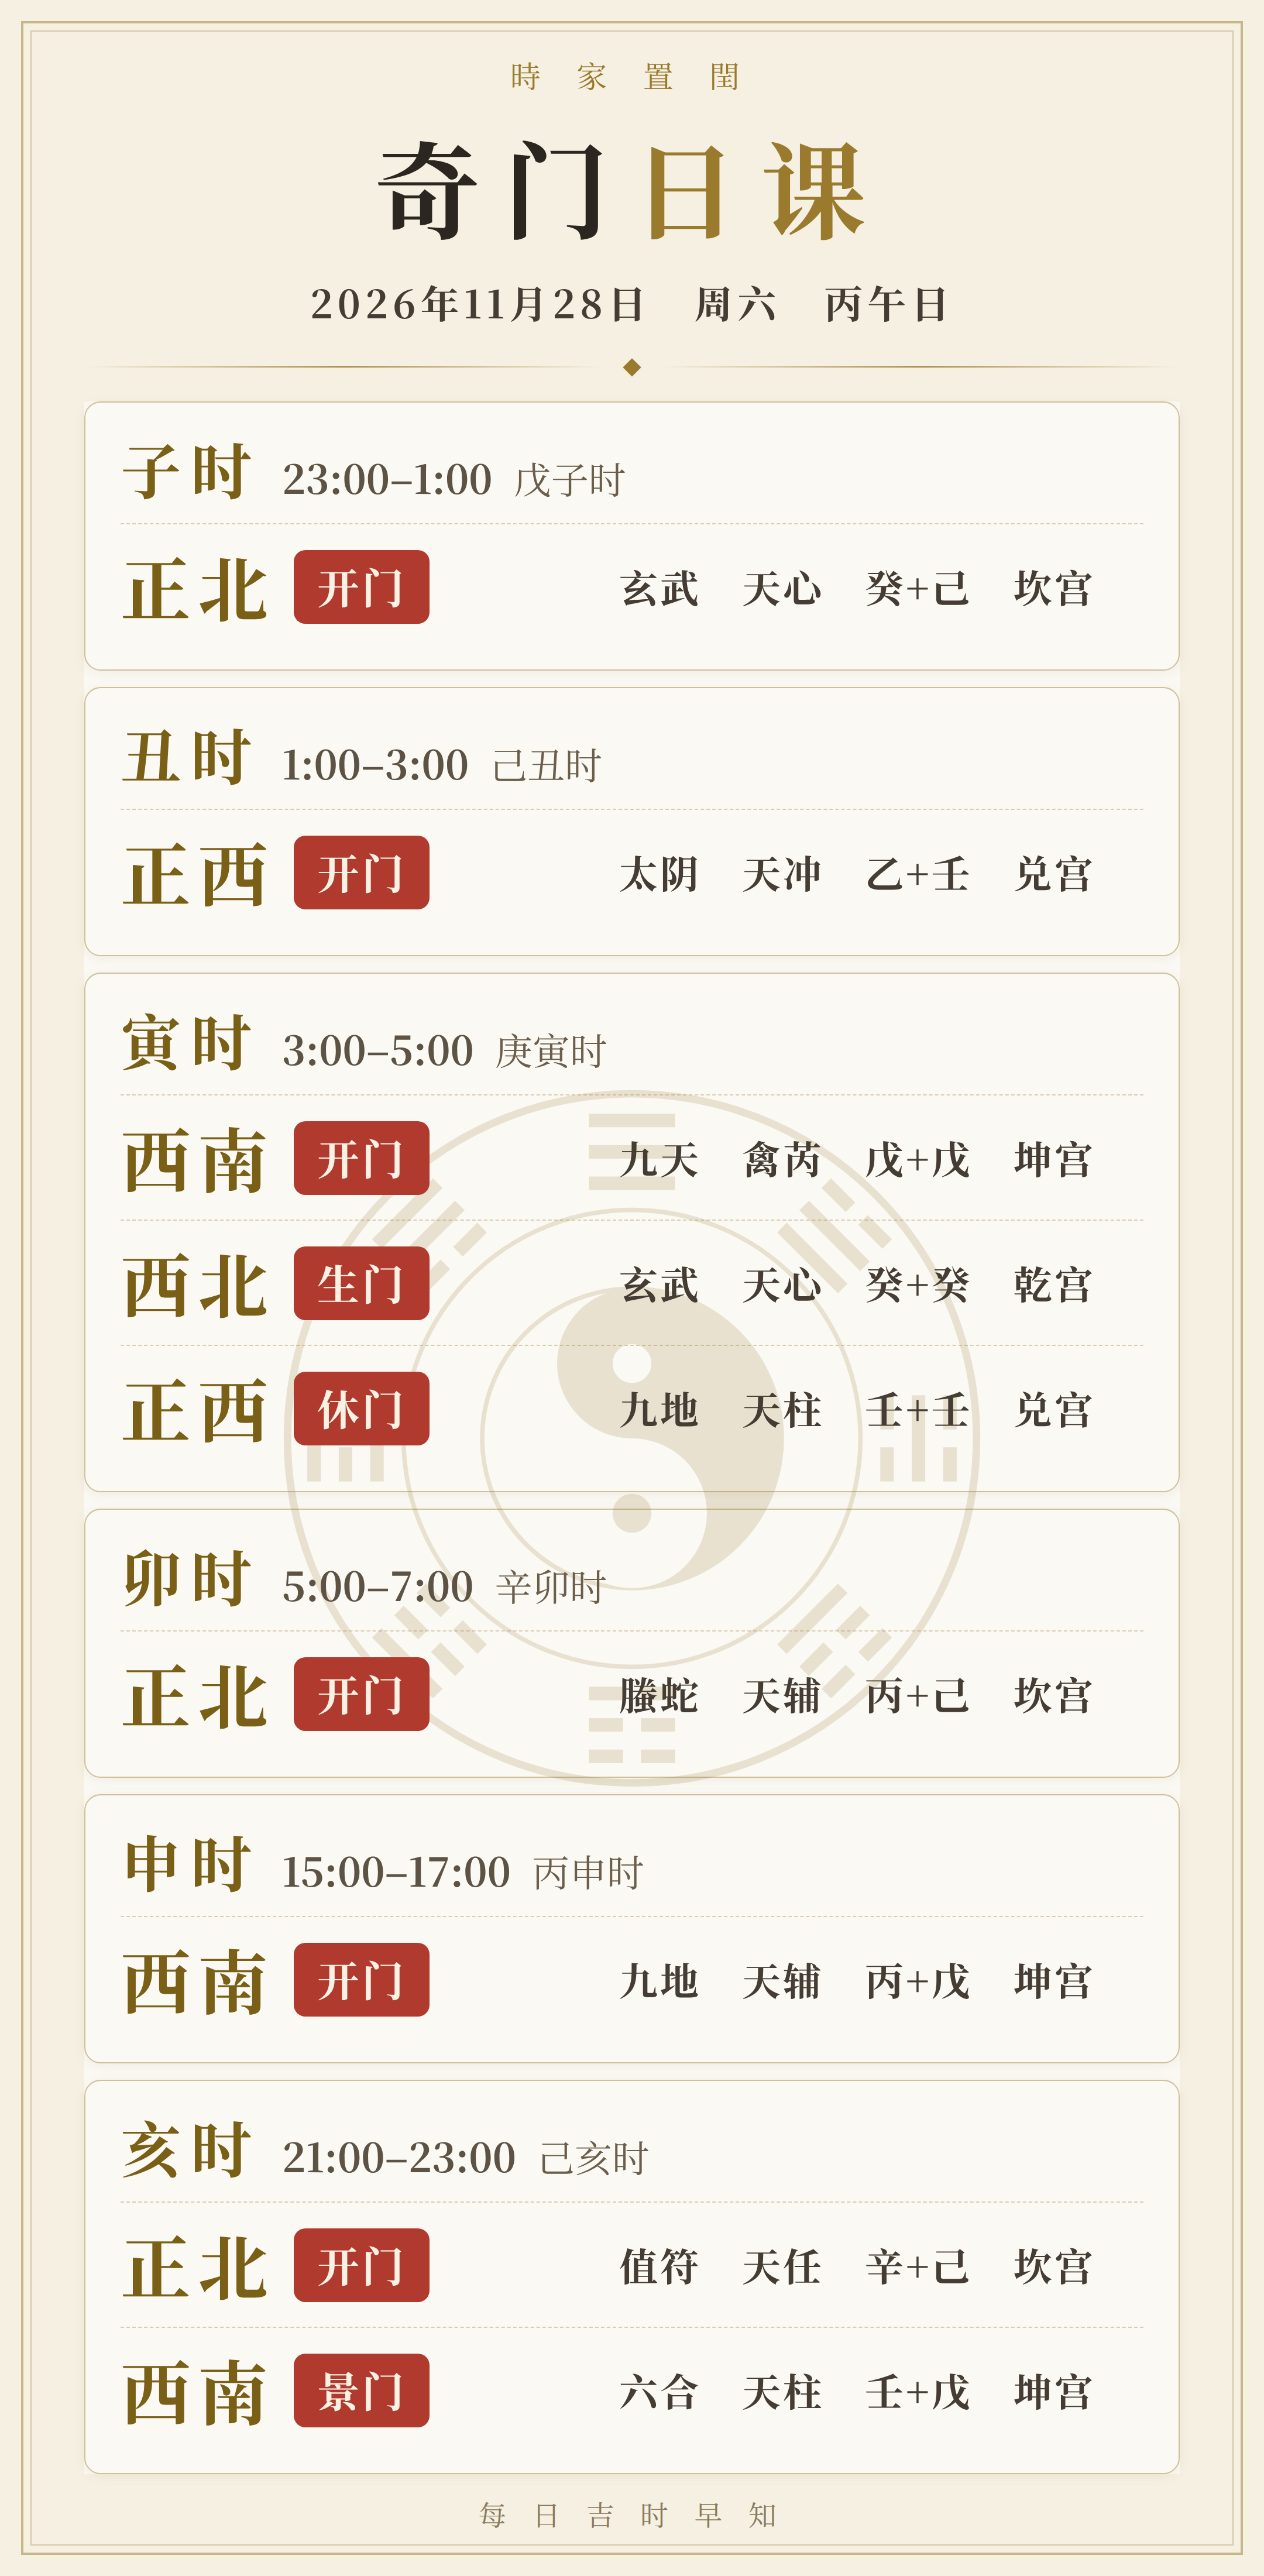 時家置閏
奇门日课
2026年11月28日 周六 丙午日
子时 23:00–1:00 戊子时
正北 开门 玄武 天心 癸+己 坎宫
丑时 1:00–3:00 己丑时
正西 开门 太阴 天冲 乙+壬 兑宫
寅时 3:00–5:00 庚寅时
西南 开门 九天 禽芮 戊+戊 坤宫
西北 生门 玄武 天心 癸+癸 乾宫
正西 休门 九地 天柱 壬+壬 兑宫
卯时 5:00–7:00 辛卯时
正北 开门 螣蛇 天辅 丙+己 坎宫
申时 15:00–17:00 丙申时
西南 开门 九地 天辅 丙+戊 坤宫
亥时 21:00–23:00 己亥时
正北 开门 值符 天任 辛+己 坎宫
西南 景门 六合 天柱 壬+戊 坤宫
每日吉时早知